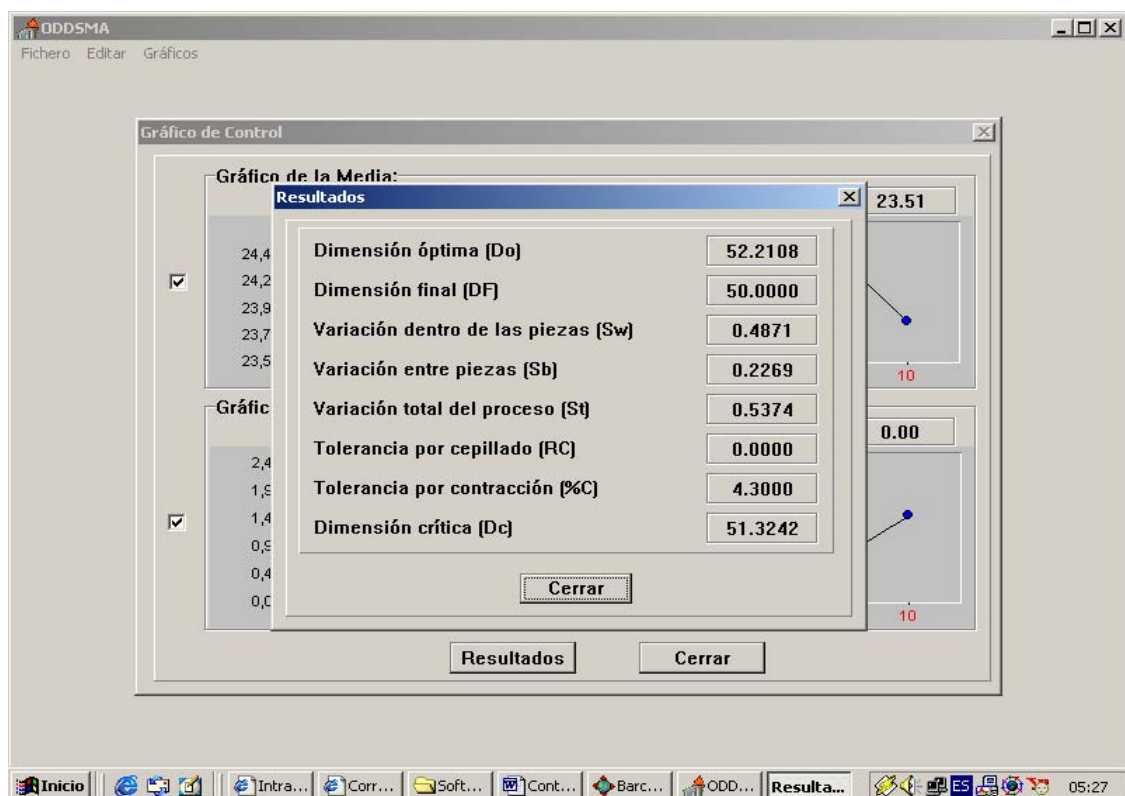 ODDSMA
Fichero Editar Gráficos
Gráfico de Control
Gráfico de la Media:
Resultados
23.51
24,4
24,2
23,9
23,7
23,5
10
Dimensión óptima (Do) 52.2108
Dimensión final (DF) 50.0000
Variación dentro de las piezas (Sw) 0.4871
Variación entre piezas (Sb) 0.2269
Variación total del proceso (St) 0.5374
Tolerancia por cepillado (RC) 0.0000
Tolerancia por contracción (%C) 4.3000
Dimensión crítica (Dc) 51.3242
Cerrar
Gráfic
0.00
2,4
1,9
1,4
0,9
0,4
0,0
10
Resultados Cerrar
Inicio Intra... Corr... Soft... Cont... Barc... ODD... Resulta... ES 05:27